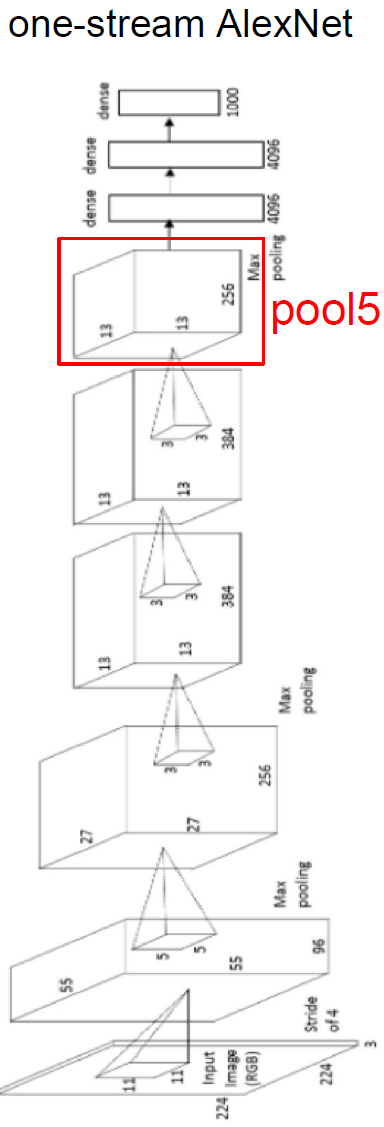 one-stream AlexNet
dense
1000
dense
4096
dense
4096
Max
pooling
256
13
13
pool5
3
3
384
13
13
3
3
384
13
13
Max
pooling
3
3
256
27
27
Max
pooling
5
5
96
55
55
Stride
of 4
11
11
Input
Image
(RGB)
3
224
224